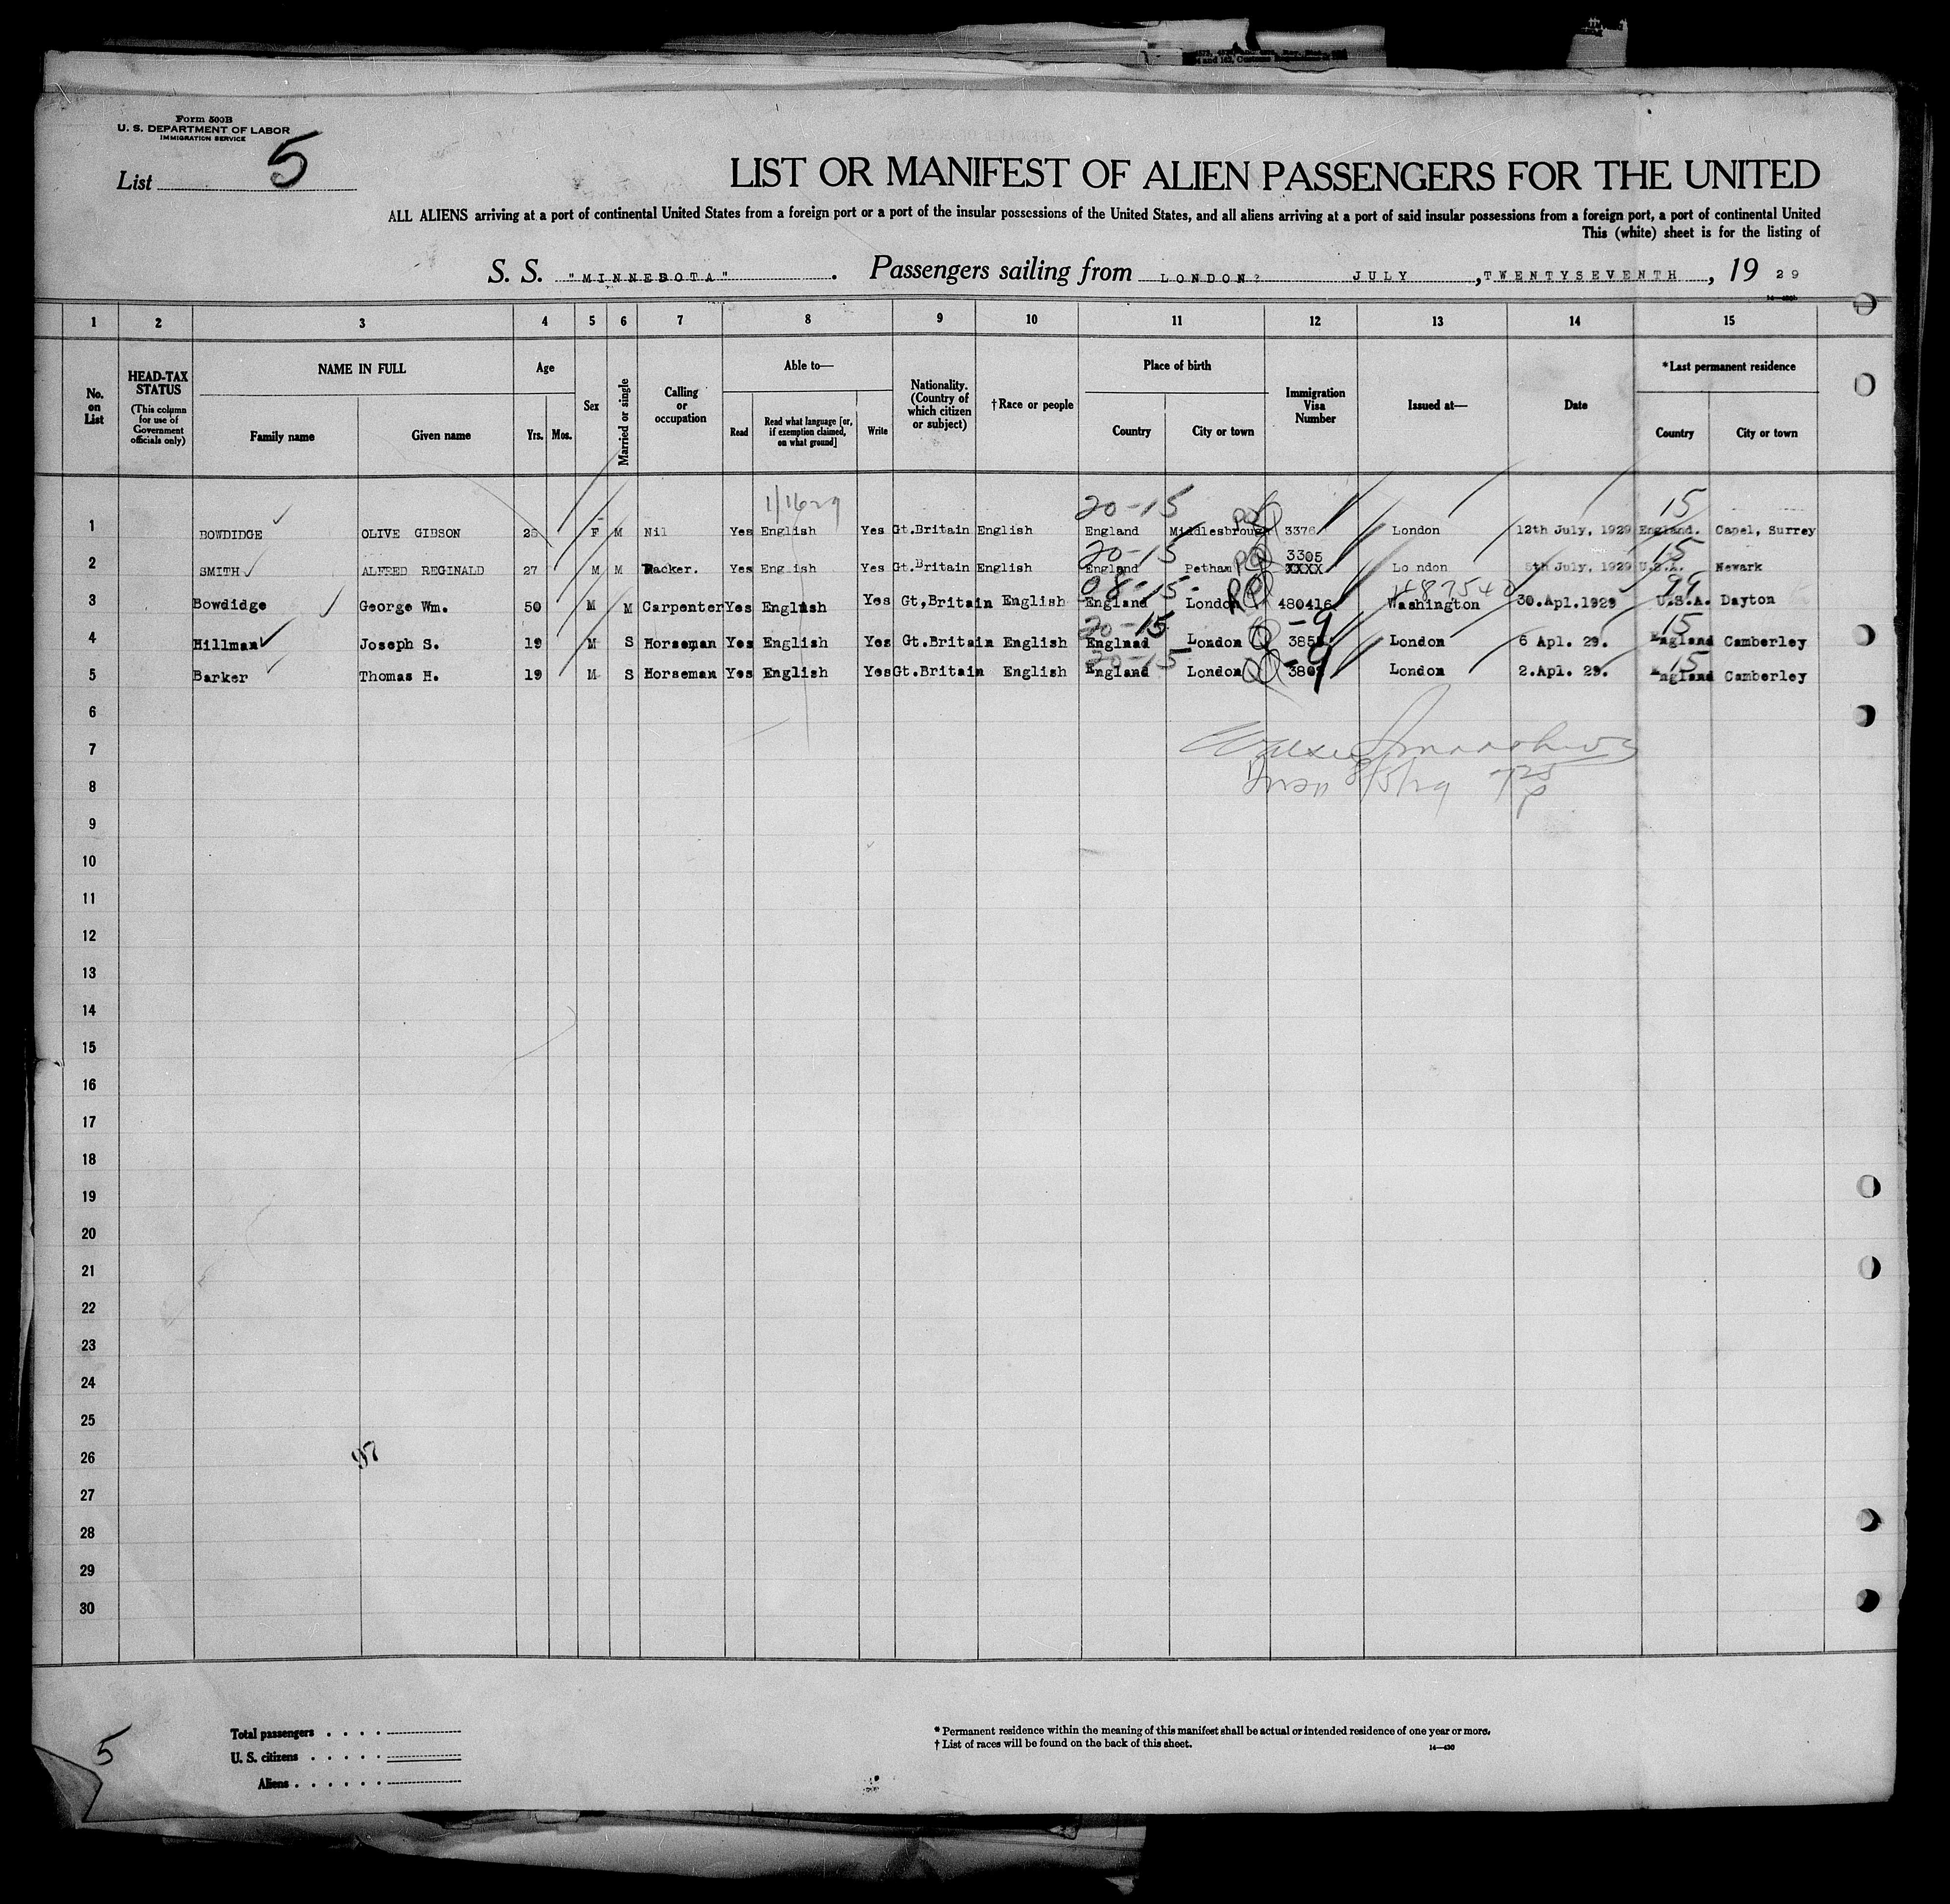 Form 500B
U. S. DEPARTMENT OF LABOR
IMMIGRATION SERVICE
List 5
LIST OR MANIFEST OF ALIEN PASSENGERS FOR THE UNITED
ALL ALIENS arriving at a port of continental United States from a foreign port or a port of the insular possessions of the United States, and all aliens arriving at a port of said insular possessions from a foreign port, a port of continental United
This (white) sheet is for the listing of
S. S. "MINNESOTA". Passengers sailing from LONDON? JULY, TWENTYSEVENTH, 19 29
1 2 3 4 5 6 7 8 9 10 11 12 13 14 15
No. on List
HEAD-TAX STATUS (This column for use of Government officials only)
NAME IN FULL
Family name
Given name
Age
Yrs. Mos.
Sex
Married or single
Calling or occupation
Able to—
Read
Read what language [or, if exemption claimed, on what ground]
Write
Nationality. (Country of which citizen or subject)
†Race or people
Place of birth
Country
City or town
Immigration Visa Number
Issued at—
Date
*Last permanent residence
Country
City or town
20-15 15
1 BOWDIDGE OLIVE GIBSON F M Nil Yes English Yes Gt.Britain English England Middlesbrough 3376 London 12th July, 1929 England. Capel, Surrey
20-15 3305 15
2 SMITH ALFRED REGINALD 27 M M Packer. Yes English Yes Gt.Britain English England Petham XXXX London 5th July, 1929 U.S.A. Newark
08-15 99
3 Bowdidge George Wm. 50 M M Carpenter Yes English Yes Gt,Britain English England London 480416 Washington 30.Apl.1929 U.S.A. Dayton
20-15 -9 15
4 Hillman Joseph S. 19 M S Horseman Yes English Yes Gt.Britain English England London London 6 Apl. 29. England Camberley
20-15 -9 15
5 Barker Thomas H. 19 M S Horseman Yes English Yes Gt.Britain English England London London 2.Apl. 29. England Camberley
6
7
8 8/5/29
9
10
11
12
13
14
15
16
17
18
19
20
21
22
23
24
25
26 97
27
28
29
30
5
Total passengers . . . .
U. S. citizens . . . . .
Aliens . . . . . .
* Permanent residence within the meaning of this manifest shall be actual or intended residence of one year or more.
† List of races will be found on the back of this sheet.
14—430